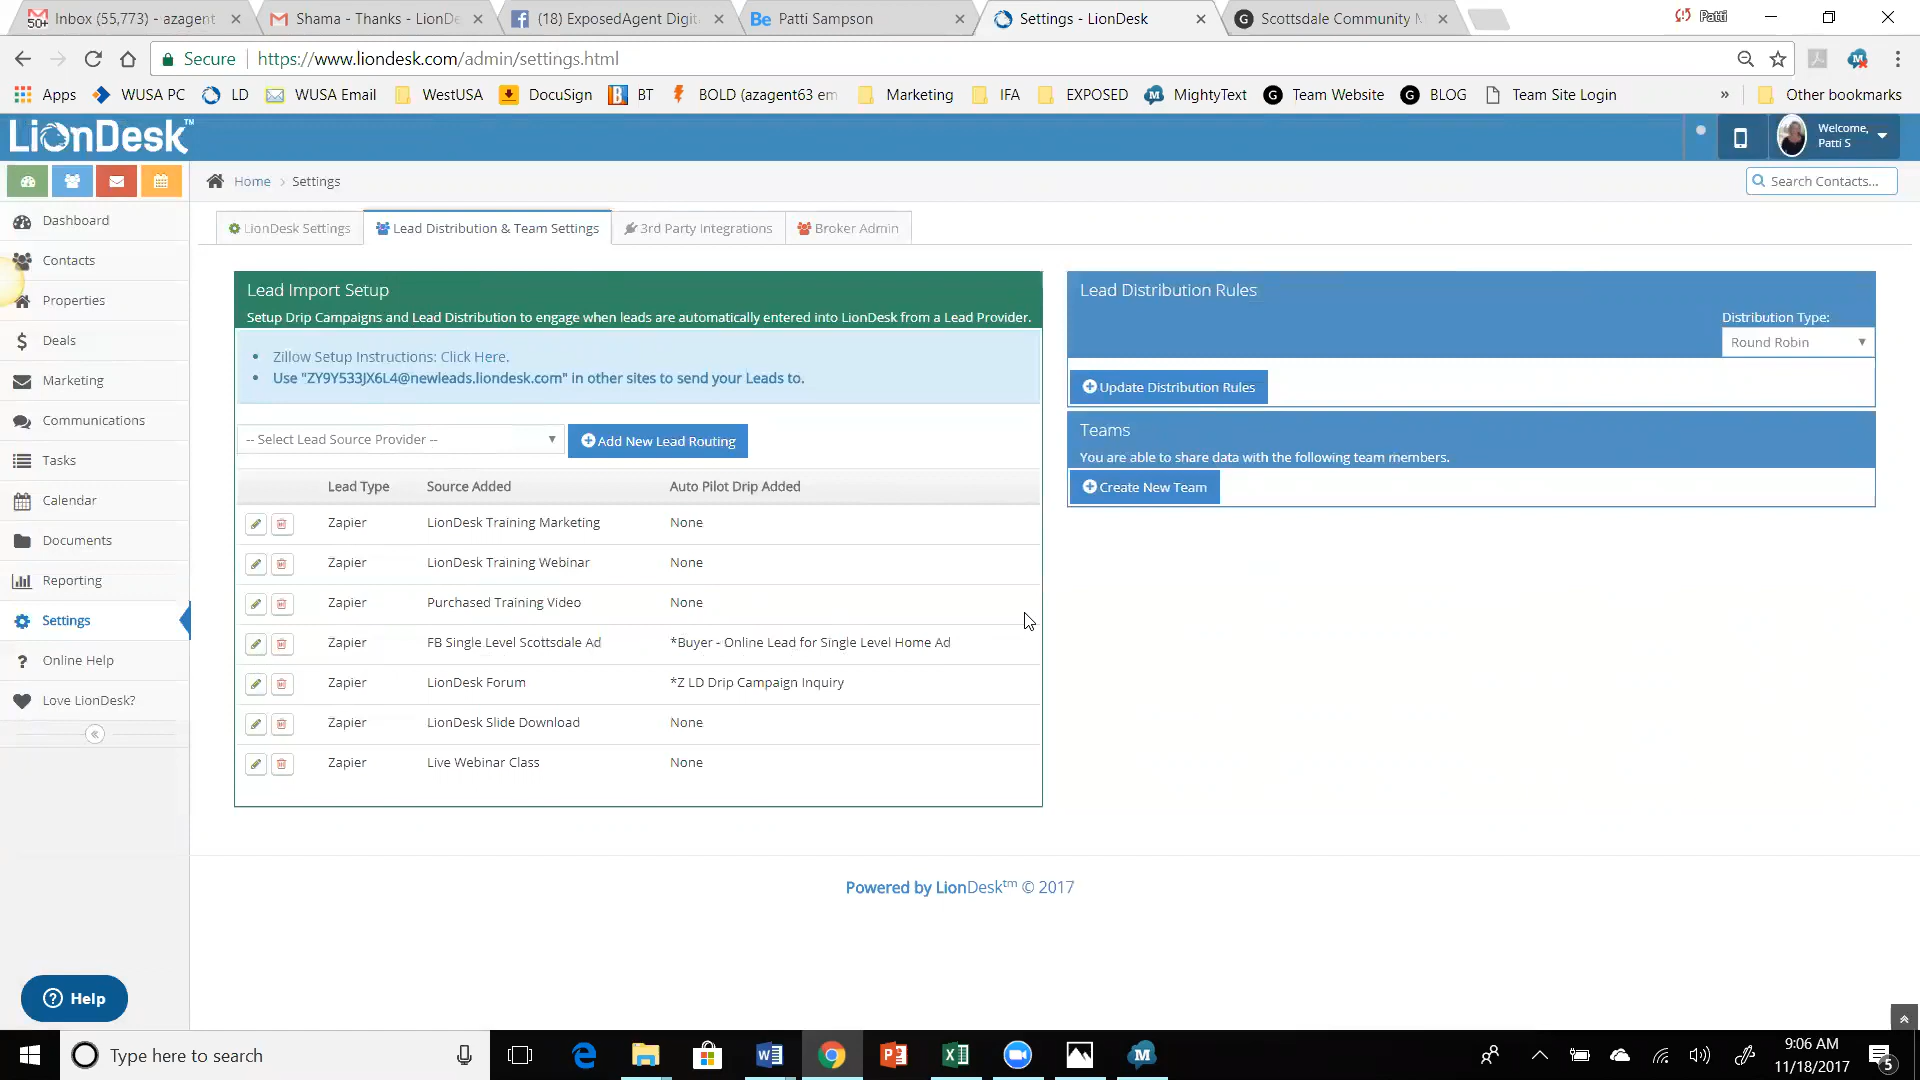 50+ Inbox (55,773) - azagent
Shama - Thanks - LionDe
(18) ExposedAgent Digit
Be Patti Sampson
Settings - LionDesk
G Scottsdale Community M
Patti
Secure https://www.liondesk.com/admin/settings.html
Apps WUSA PC LD WUSA Email WestUSA DocuSign BT BOLD (azagent63 em Marketing IFA EXPOSED MightyText Team Website BLOG Team Site Login » Other bookmarks
LionDesk™
Welcome,
Patti S
Home > Settings
Search Contacts...
Dashboard
Contacts
Properties
Deals
Marketing
Communications
Tasks
Calendar
Documents
Reporting
Settings
Online Help
Love LionDesk?
LionDesk Settings Lead Distribution & Team Settings 3rd Party Integrations Broker Admin
Lead Import Setup
Setup Drip Campaigns and Lead Distribution to engage when leads are automatically entered into LionDesk from a Lead Provider.
• Zillow Setup Instructions: Click Here.
• Use "ZY9Y533JX6L4@newleads.liondesk.com" in other sites to send your Leads to.
-- Select Lead Source Provider -- Add New Lead Routing
Lead Type Source Added Auto Pilot Drip Added
Zapier LionDesk Training Marketing None
Zapier LionDesk Training Webinar None
Zapier Purchased Training Video None
Zapier FB Single Level Scottsdale Ad *Buyer - Online Lead for Single Level Home Ad
Zapier LionDesk Forum *Z LD Drip Campaign Inquiry
Zapier LionDesk Slide Download None
Zapier Live Webinar Class None
Lead Distribution Rules
Distribution Type:
Round Robin
Update Distribution Rules
Teams
You are able to share data with the following team members.
Create New Team
Powered by LionDesk™ © 2017
Help
Type here to search
9:06 AM
11/18/2017
5